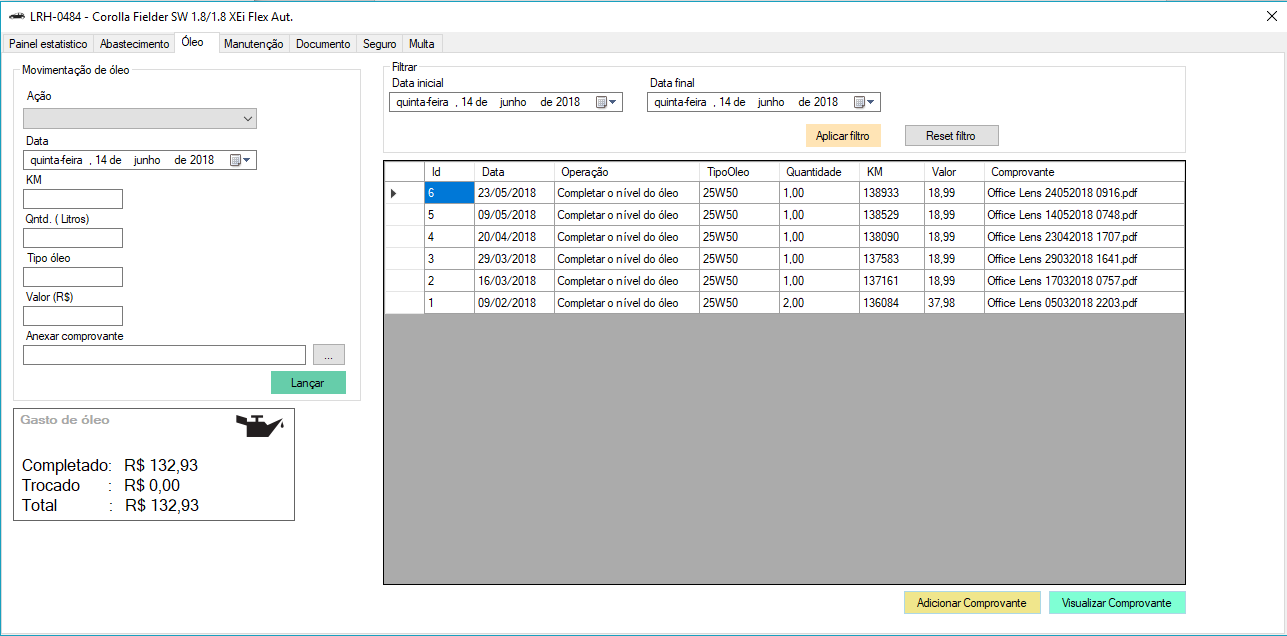 LRH-0484 - Corolla Fielder SW 1.8/1.8 XEi Flex Aut.
Painel estatistico Abastecimento Óleo Manutenção Documento Seguro Multa
Movimentação de óleo
Ação
Data
quinta-feira , 14 de junho de 2018
KM
Qntd. ( Litros)
Tipo óleo
Valor (R$)
Anexar comprovante
...
Lançar
Gasto de óleo
Completado: R$ 132,93
Trocado : R$ 0,00
Total : R$ 132,93
Filtrar
Data inicial Data final
quinta-feira , 14 de junho de 2018 quinta-feira , 14 de junho de 2018
Aplicar filtro Reset filtro
Id Data Operação TipoOleo Quantidade KM Valor Comprovante
6 23/05/2018 Completar o nível do óleo 25W50 1,00 138933 18,99 Office Lens 24052018 0916.pdf
5 09/05/2018 Completar o nível do óleo 25W50 1,00 138529 18,99 Office Lens 14052018 0748.pdf
4 20/04/2018 Completar o nível do óleo 25W50 1,00 138090 18,99 Office Lens 23042018 1707.pdf
3 29/03/2018 Completar o nível do óleo 25W50 1,00 137583 18,99 Office Lens 29032018 1641.pdf
2 16/03/2018 Completar o nível do óleo 25W50 1,00 137161 18,99 Office Lens 17032018 0757.pdf
1 09/02/2018 Completar o nível do óleo 25W50 2,00 136084 37,98 Office Lens 05032018 2203.pdf
Adicionar Comprovante Visualizar Comprovante